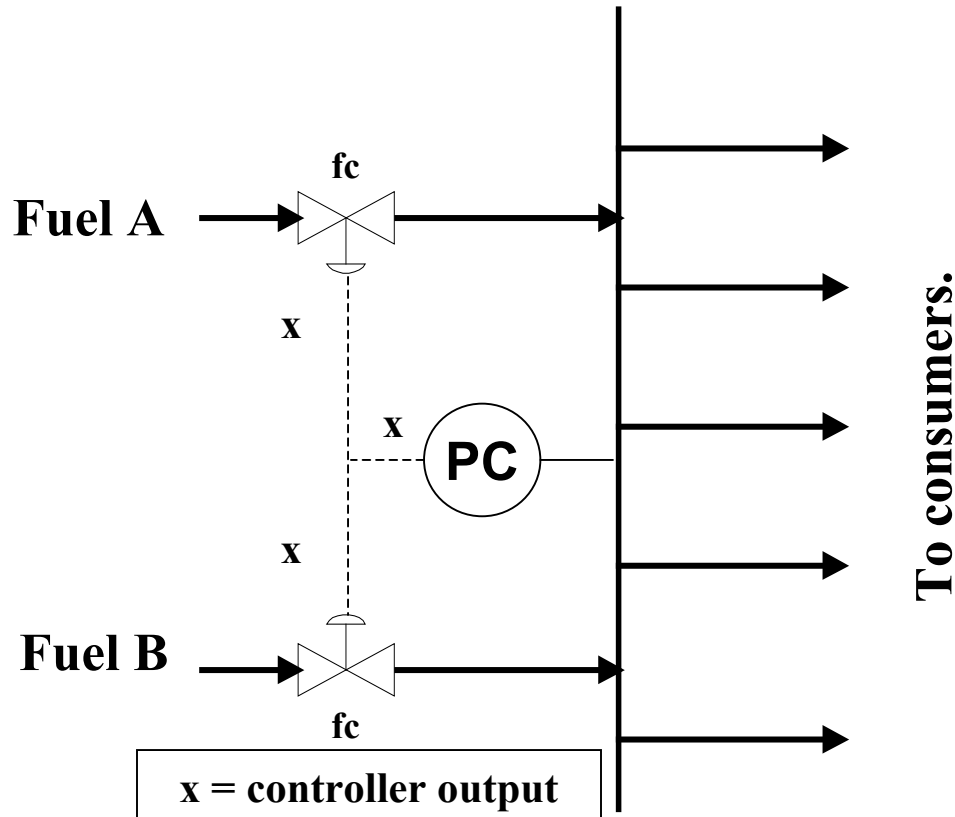 fc
Fuel A
x
x
PC
x
Fuel B
fc
x = controller output
To consumers.